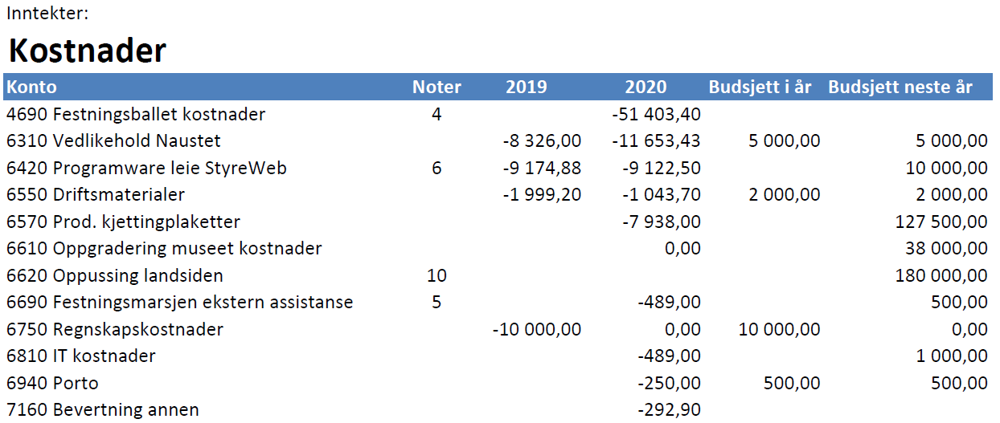 Inntekter:
Kostnader
Konto Noter 2019 2020 Budsjett i år Budsjett neste år
4690 Festningsballet kostnader 4 -51 403,40
6310 Vedlikehold Naustet -8 326,00 -11 653,43 5 000,00 5 000,00
6420 Programware leie StyreWeb 6 -9 174,88 -9 122,50 10 000,00
6550 Driftsmaterialer -1 999,20 -1 043,70 2 000,00 2 000,00
6570 Prod. kjettingplaketter -7 938,00 127 500,00
6610 Oppgradering museet kostnader 0,00 38 000,00
6620 Oppussing landsiden 10 180 000,00
6690 Festningsmarsjen ekstern assistanse 5 -489,00 500,00
6750 Regnskapskostnader -10 000,00 0,00 10 000,00 0,00
6810 IT kostnader -489,00 1 000,00
6940 Porto -250,00 500,00 500,00
7160 Bevertning annen -292,90